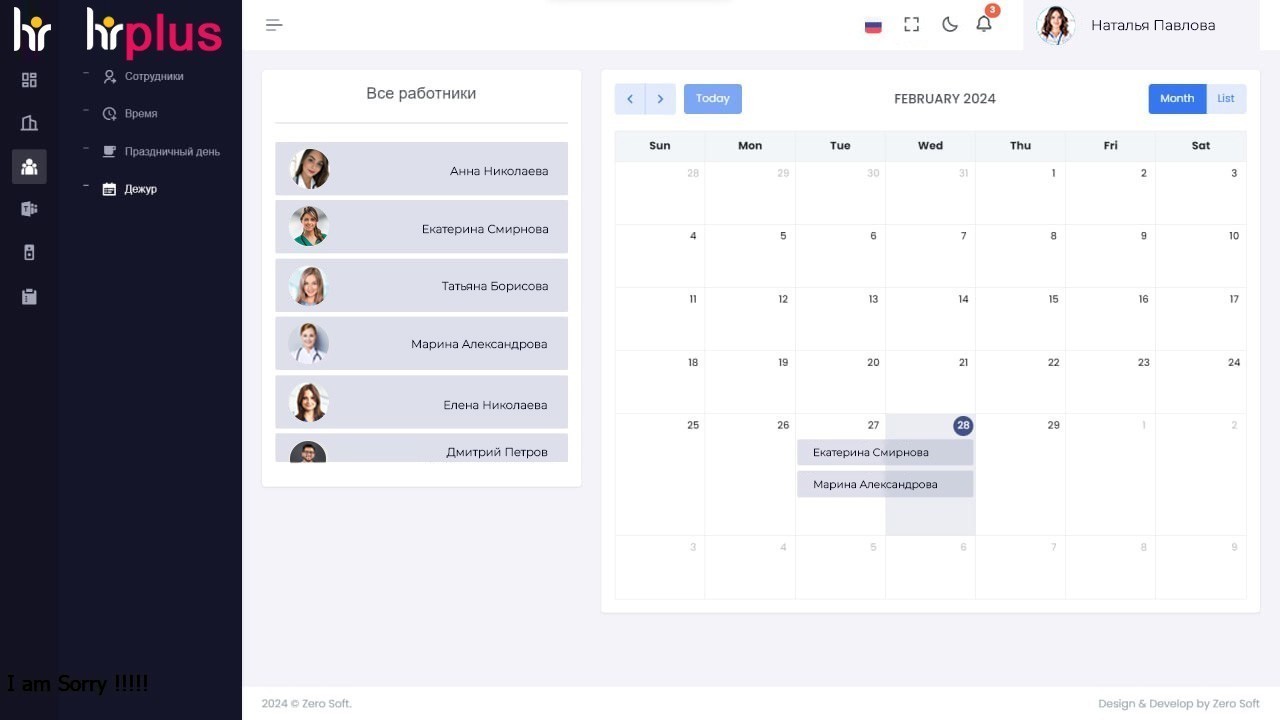 hr
hrplus
Сотрудники
Время
Праздничный день
Дежур
I am Sorry !!!!!
3
Наталья Павлова
Все работники
Анна Николаева
Екатерина Смирнова
Татьяна Борисова
Марина Александрова
Елена Николаева
Дмитрий Петров
Today
FEBRUARY 2024
Month List
Sun Mon Tue Wed Thu Fri Sat
28 29 30 31 1 2 3
4 5 6 7 8 9 10
11 12 13 14 15 16 17
18 19 20 21 22 23 24
25 26 27 28 29 1 2
Екатерина Смирнова
Марина Александрова
3 4 5 6 7 8 9
2024 © Zero Soft.
Design & Develop by Zero Soft